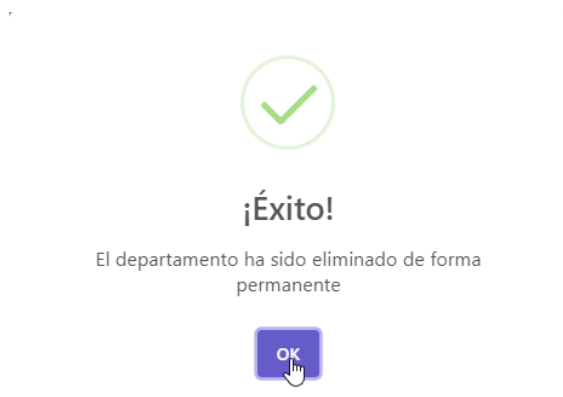 ¡Éxito!
El departamento ha sido eliminado de forma
permanente
OK